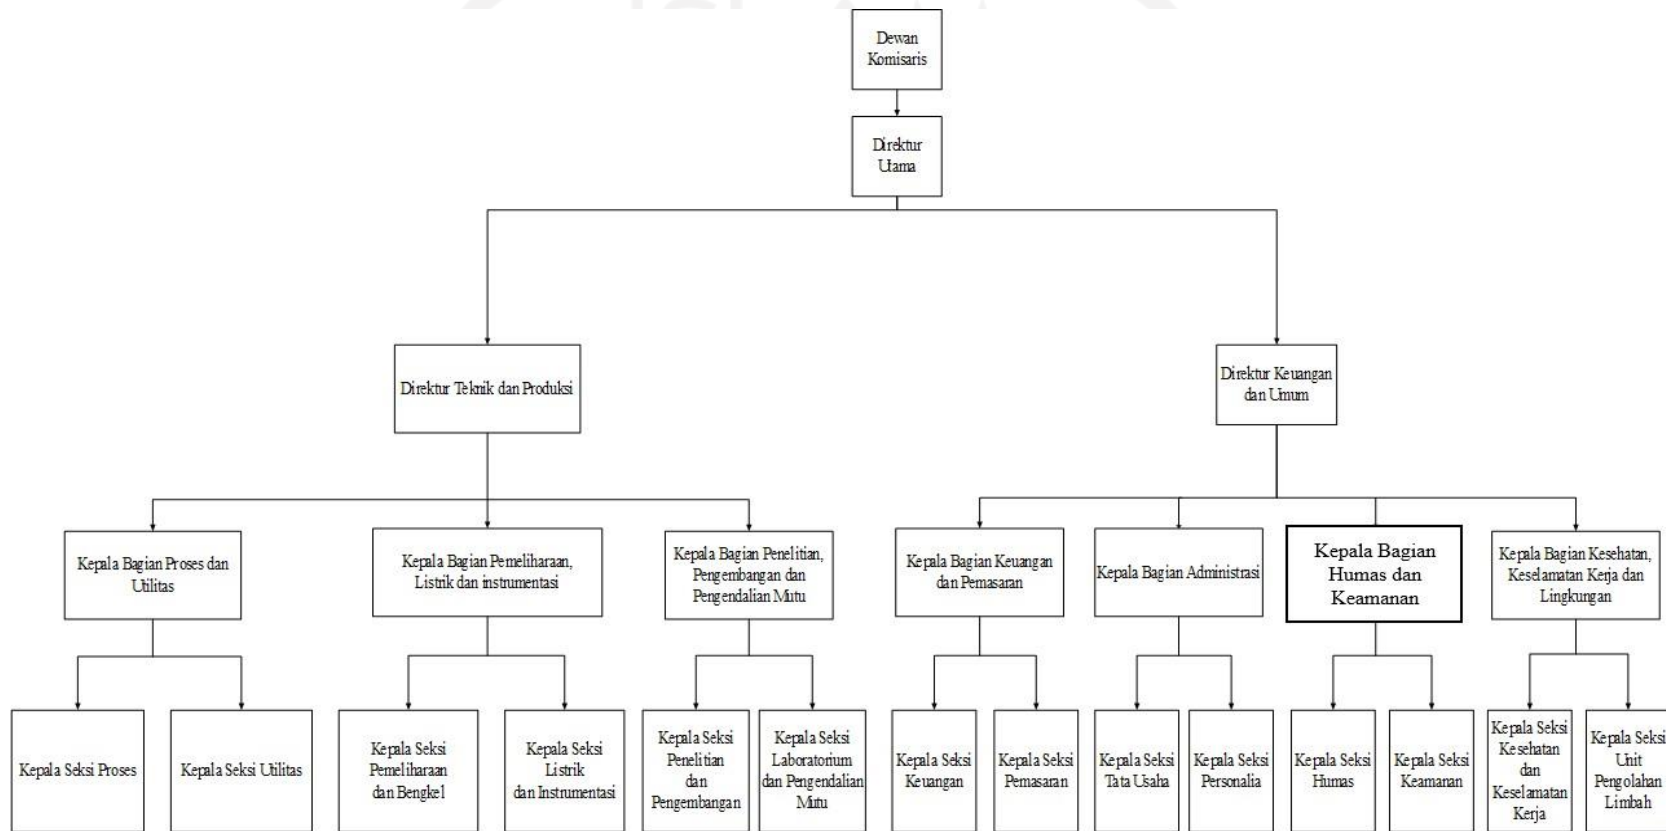 Dewan
Komisaris
Direktur
Utama
Direktur Teknik dan Produksi
Direktur Keuangan
dan Umum
Kepala Bagian Proses dan
Utilitas
Kepala Bagian Pemeliharaan,
Listrik dan instrumentasi
Kepala Bagian Penelitian,
Pengembangan dan
Pengendalian Mutu
Kepala Bagian Keuangan
dan Pemasaran
Kepala Bagian Administrasi
Kepala Bagian
Humas dan
Keamanan
Kepala Bagian Kesehatan,
Keselamatan Kerja dan
Lingkungan
Kepala Seksi Proses
Kepala Seksi Utilitas
Kepala Seksi
Pemeliharaan
dan Bengkel
Kepala Seksi
Listrik
dan Instrumentasi
Kepala Seksi
Penelitian
dan
Pengembangan
Kepala Seksi
Laboratorium
dan Pengendalian
Mutu
Kepala Seksi
Keuangan
Kepala Seksi
Pemasaran
Kepala Seksi
Tata Usaha
Kepala Seksi
Personalia
Kepala Seksi
Humas
Kepala Seksi
Keamanan
Kepala Seksi
Kesehatan
dan
Keselamatan
Kerja
Kepala Seksi
Unit
Pengolahan
Limbah